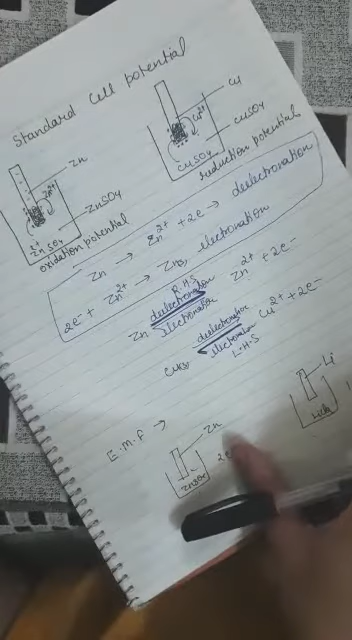 Standard Cell potential
Cu
Cu2+
CuSO4
CuSO4
reduction potential
Zn
Zn2+
ZnSO4
ZnSO4
oxidation potential
Zn → Zn2+ + 2e- → deelectronation
2e- + Zn2+ → Zn(s), electronation
R.H.S
Zn deelectronation Zn2+ + 2e-
electronation
Cu(s) deelectronation Cu2+ + 2e-
electronation
L.H.S
E.m.f →
Zn
ZnSO4
2e
Li